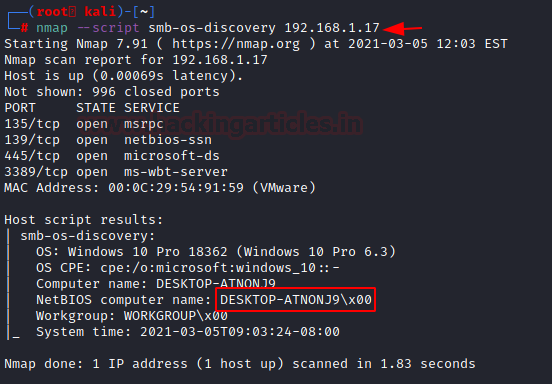 (root kali)-[~]
# nmap --script smb-os-discovery 192.168.1.17
Starting Nmap 7.91 ( https://nmap.org ) at 2021-03-05 12:03 EST
Nmap scan report for 192.168.1.17
Host is up (0.00069s latency).
Not shown: 996 closed ports
PORT     STATE SERVICE
135/tcp  open  msrpc
139/tcp  open  netbios-ssn
445/tcp  open  microsoft-ds
3389/tcp open  ms-wbt-server
MAC Address: 00:0C:29:54:91:59 (VMware)
Host script results:
| smb-os-discovery:
|   OS: Windows 10 Pro 18362 (Windows 10 Pro 6.3)
|   OS CPE: cpe:/o:microsoft:windows_10::-
|   Computer name: DESKTOP-ATNONJ9
|   NetBIOS computer name: DESKTOP-ATNONJ9\x00
|   Workgroup: WORKGROUP\x00
|_  System time: 2021-03-05T09:03:24-08:00
Nmap done: 1 IP address (1 host up) scanned in 1.83 seconds